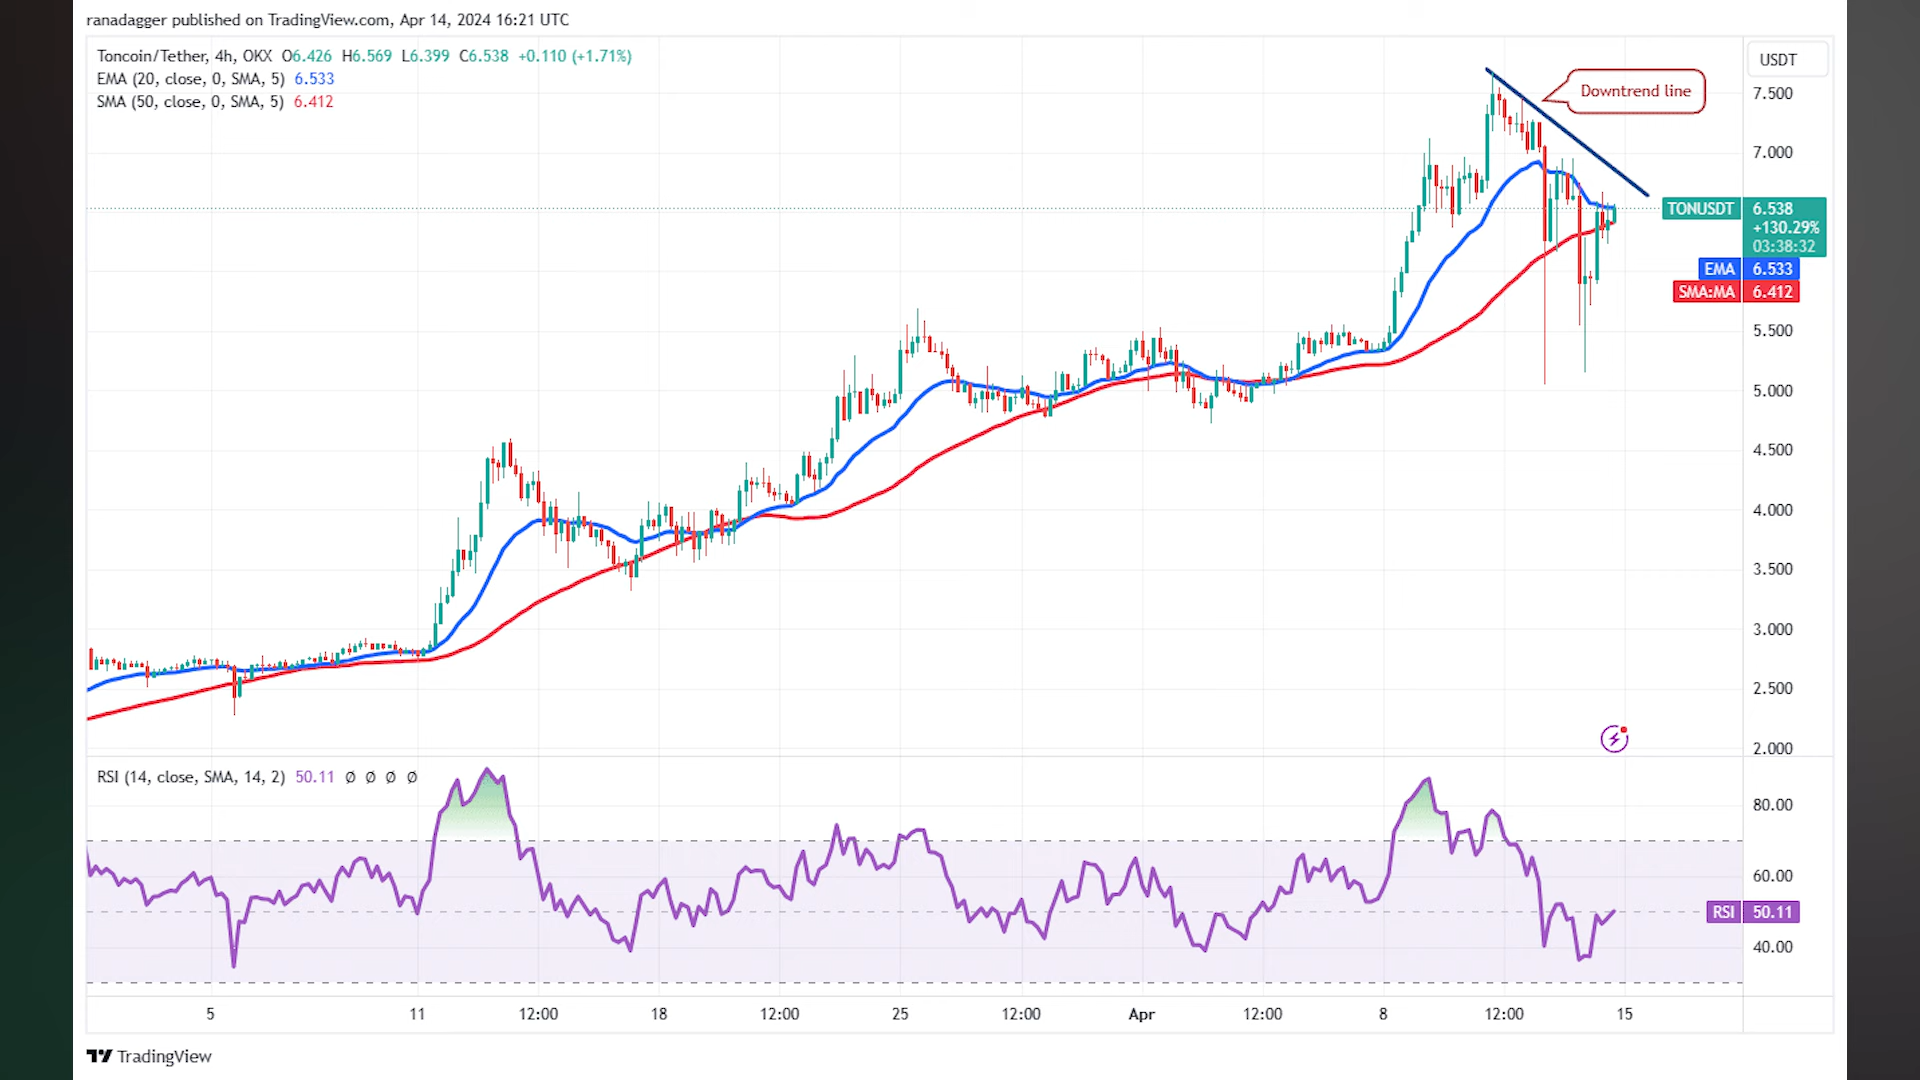 ranadagger published on TradingView.com, Apr 14, 2024 16:21 UTC
Toncoin/Tether, 4h, OKX O6.426 H6.569 L6.399 C6.538 +0.110 (+1.71%)
EMA (20, close, 0, SMA, 5) 6.533
SMA (50, close, 0, SMA, 5) 6.412
Downtrend line
USDT
7.500
7.000
TONUSDT 6.538
+130.29%
03:38:32
EMA 6.533
SMA:MA 6.412
5.500
5.000
4.500
4.000
3.500
3.000
2.500
2.000
RSI (14, close, SMA, 14, 2) 50.11 Ø Ø Ø Ø
80.00
60.00
RSI 50.11
40.00
5 11 12:00 18 12:00 25 12:00 Apr 12:00 8 12:00 15
TradingView